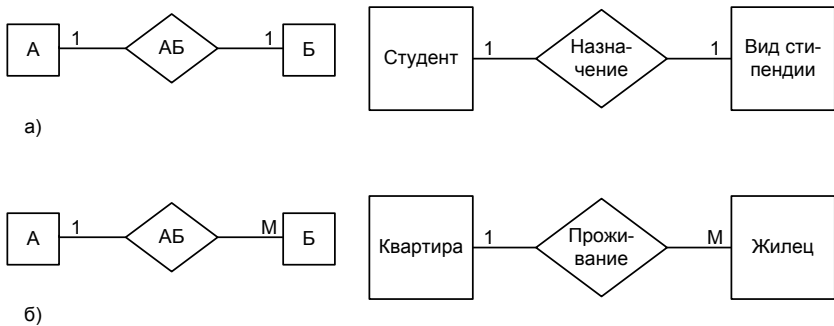 А 1 АБ 1 Б
Студент 1 Назна-
чение 1 Вид сти-
пендии
а)
А 1 АБ М Б
Квартира 1 Прожи-
вание М Жилец
б)